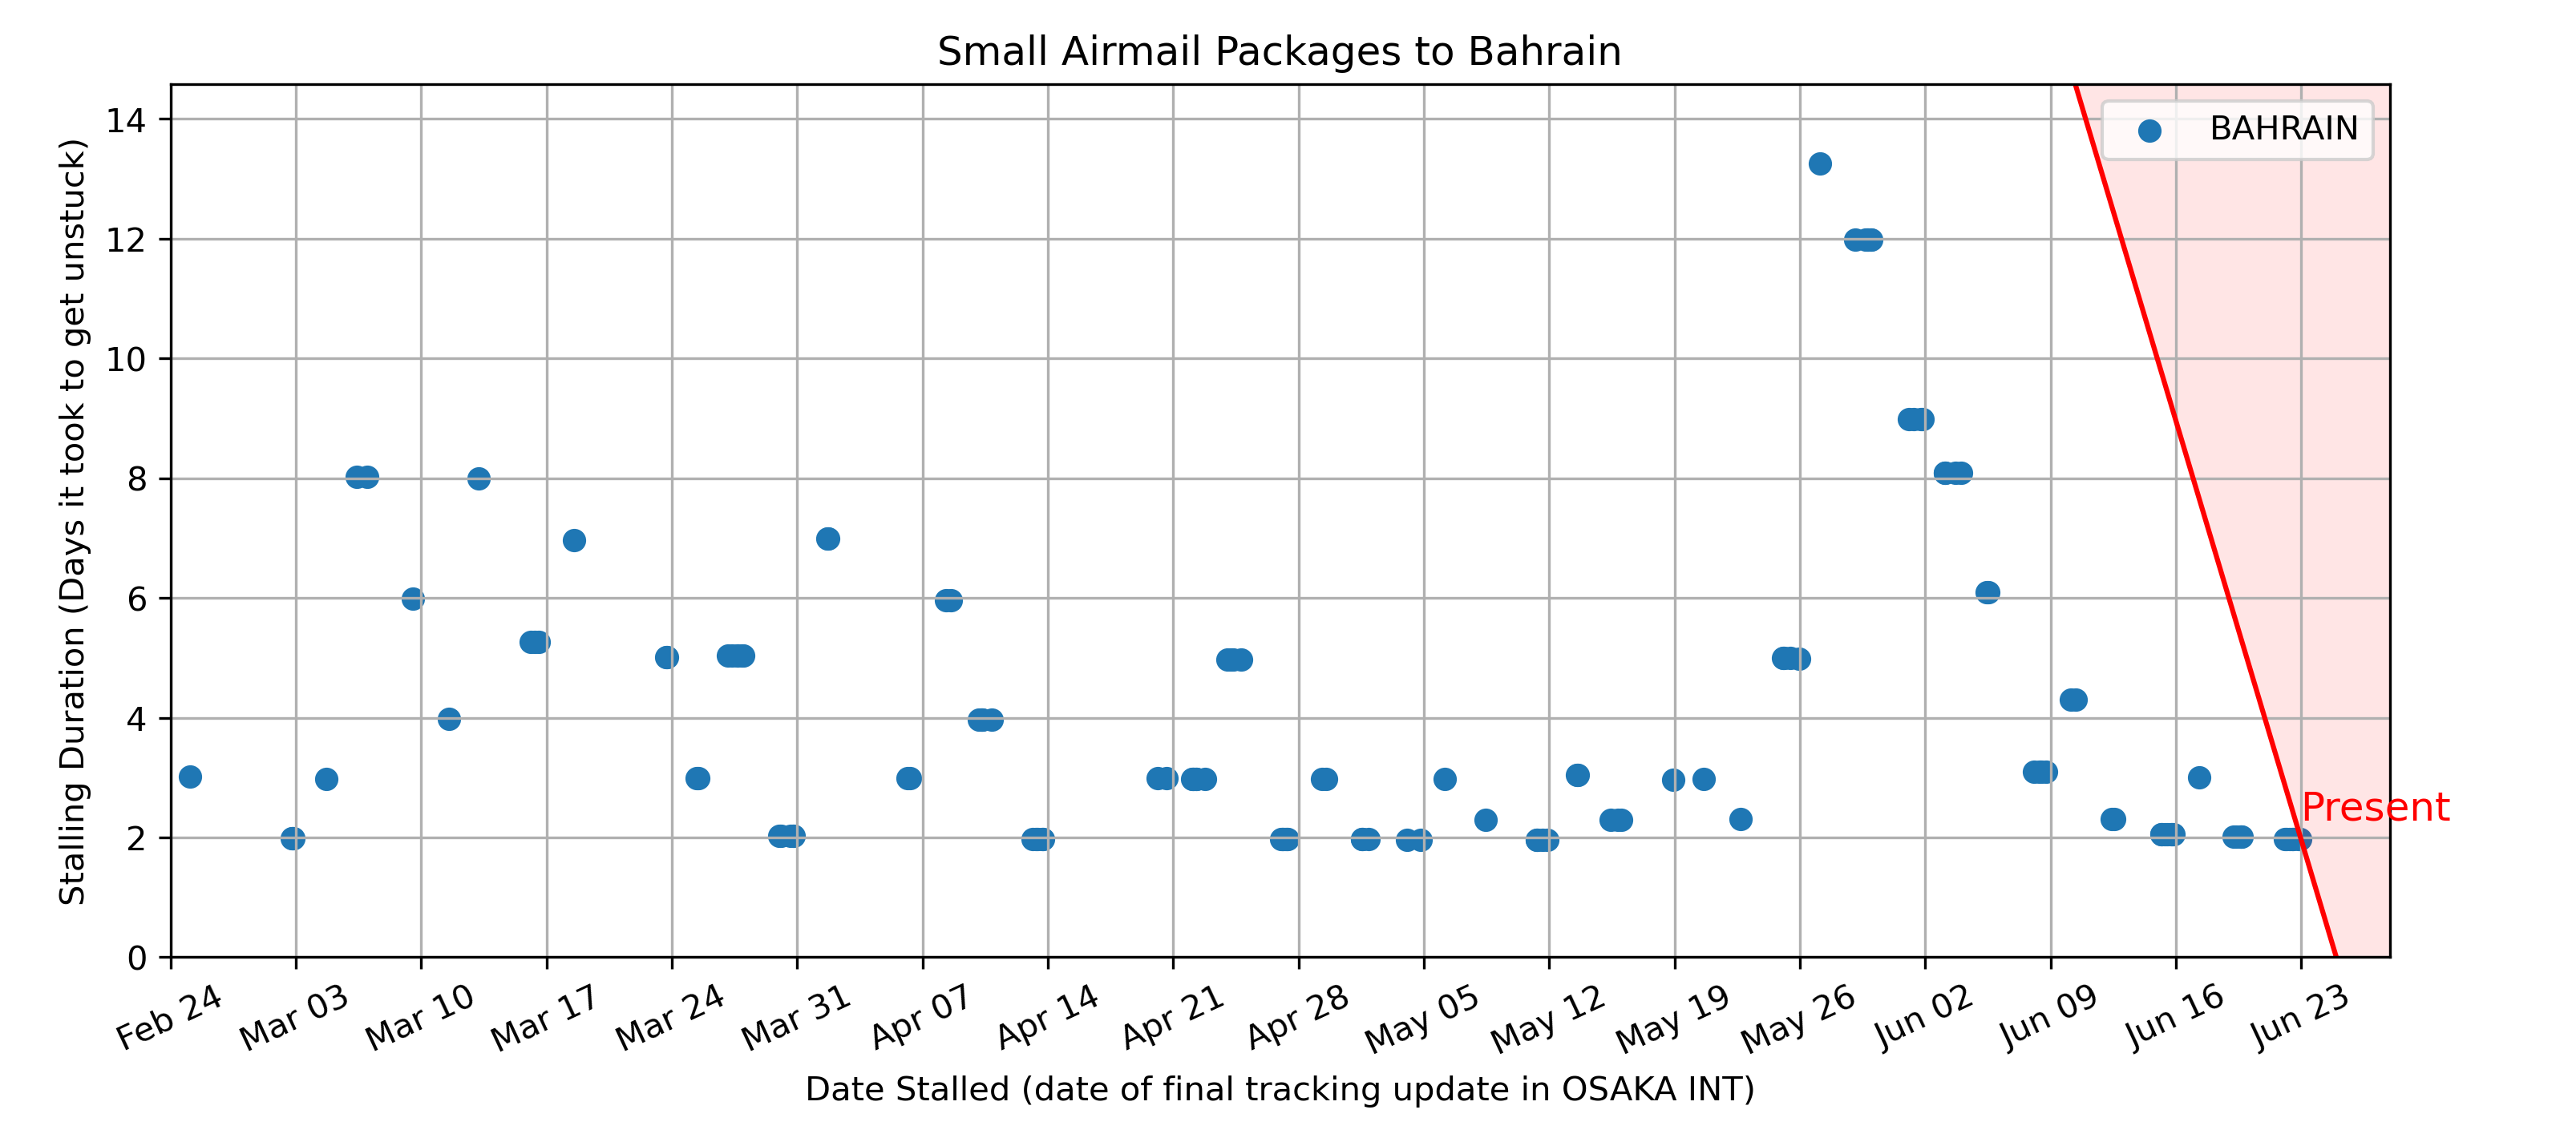 Small Airmail Packages to Bahrain
Stalling Duration (Days it took to get unstuck)
14
12
10
8
6
4
2
0
BAHRAIN
Present
Feb 24 Mar 03 Mar 10 Mar 17 Mar 24 Mar 31 Apr 07 Apr 14 Apr 21 Apr 28 May 05 May 12 May 19 May 26 Jun 02 Jun 09 Jun 16 Jun 23
Date Stalled (date of final tracking update in OSAKA INT)